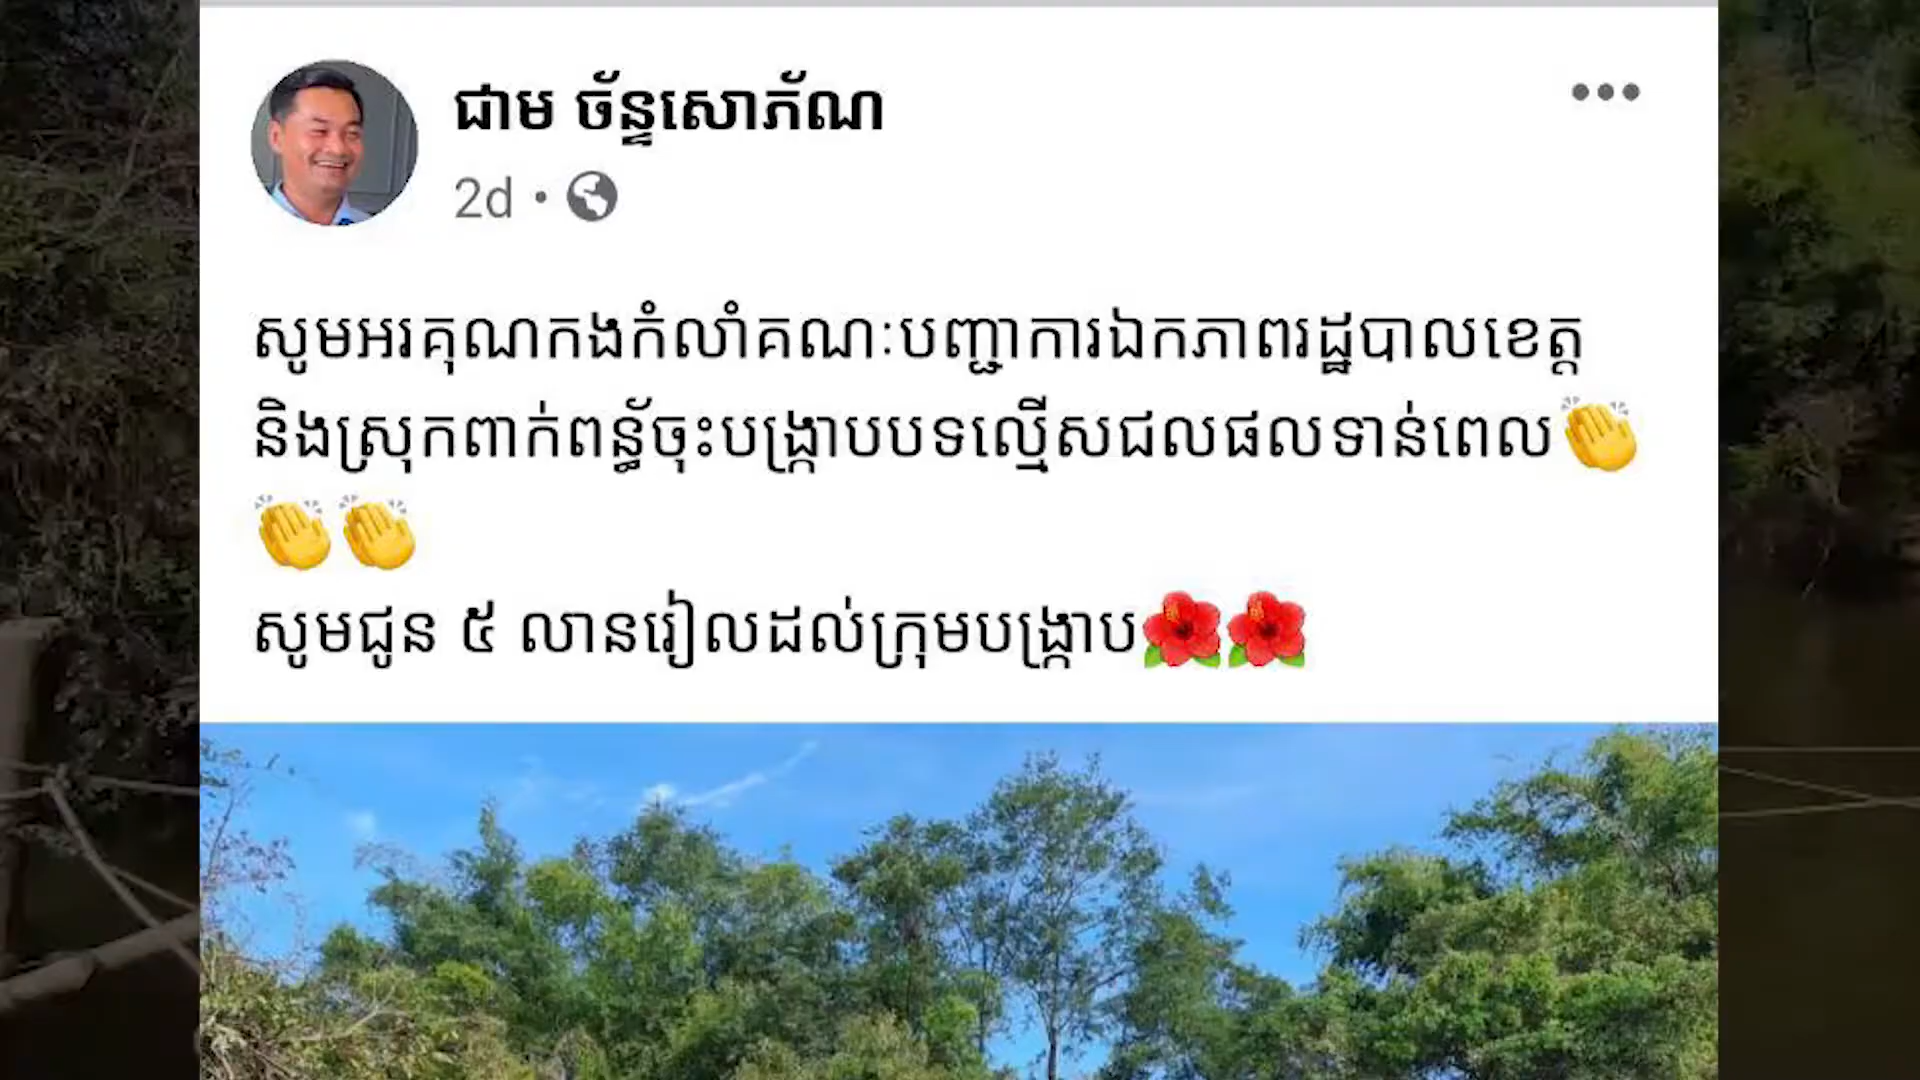 ជាម ច័ន្ទសោភ័ណ
2d
សូមអរគុណកងកំលាំគណៈបញ្ជាការឯកភាពរដ្ឋបាលខេត្ត
និងស្រុកពាក់ពន្ធ័ចុះបង្ក្រាបបទល្មើសជលផលទាន់ពេល👏
👏👏
សូមជូន ៥ លានរៀលដល់ក្រុមបង្ក្រាប🌺🌺